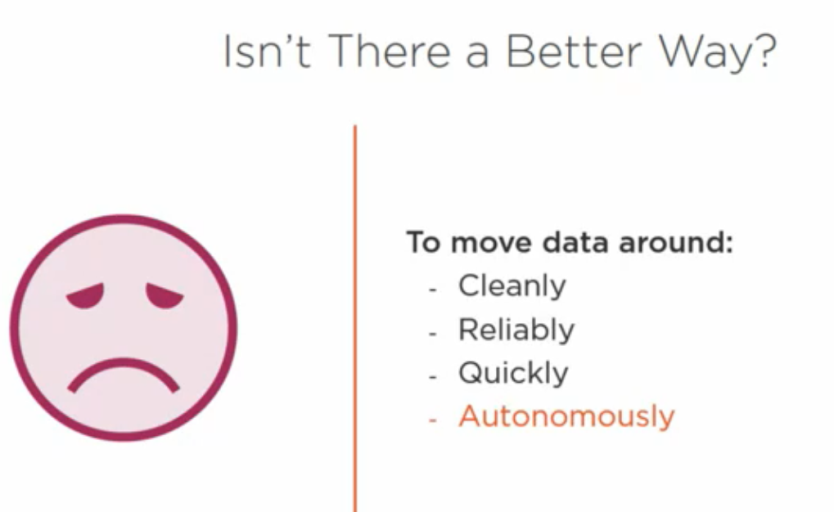 Isn’t There a Better Way?
To move data around:
- Cleanly
- Reliably
- Quickly
- Autonomously